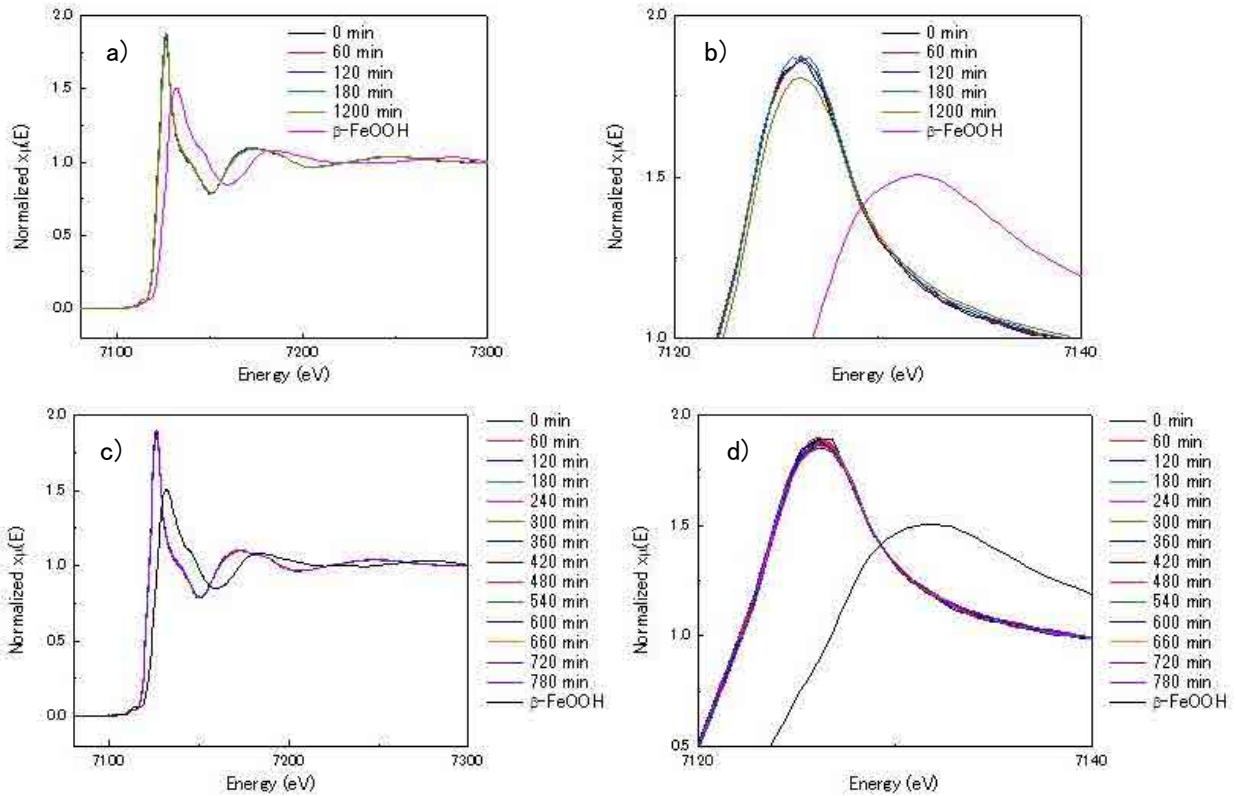 a)
2.0
1.5
1.0
0.5
0.0
Normalized xμ(E)
7100
7200
7300
Energy (eV)
0 min
60 min
120 min
180 min
1200 min
β-FeOOH
b)
2.0
1.5
1.0
Normalized xμ(E)
7120
7140
Energy (eV)
0 min
60 min
120 min
180 min
1200 min
β-FeOOH
c)
2.0
1.5
1.0
0.5
0.0
Normalized xμ(E)
7100
7200
7300
Energy (eV)
0 min
60 min
120 min
180 min
240 min
300 min
360 min
420 min
480 min
540 min
600 min
660 min
720 min
780 min
β-FeOOH
d)
2.0
1.5
1.0
0.5
Normalized xμ(E)
7120
7140
Energy (eV)
0 min
60 min
120 min
180 min
240 min
300 min
360 min
420 min
480 min
540 min
600 min
660 min
720 min
780 min
β-FeOOH